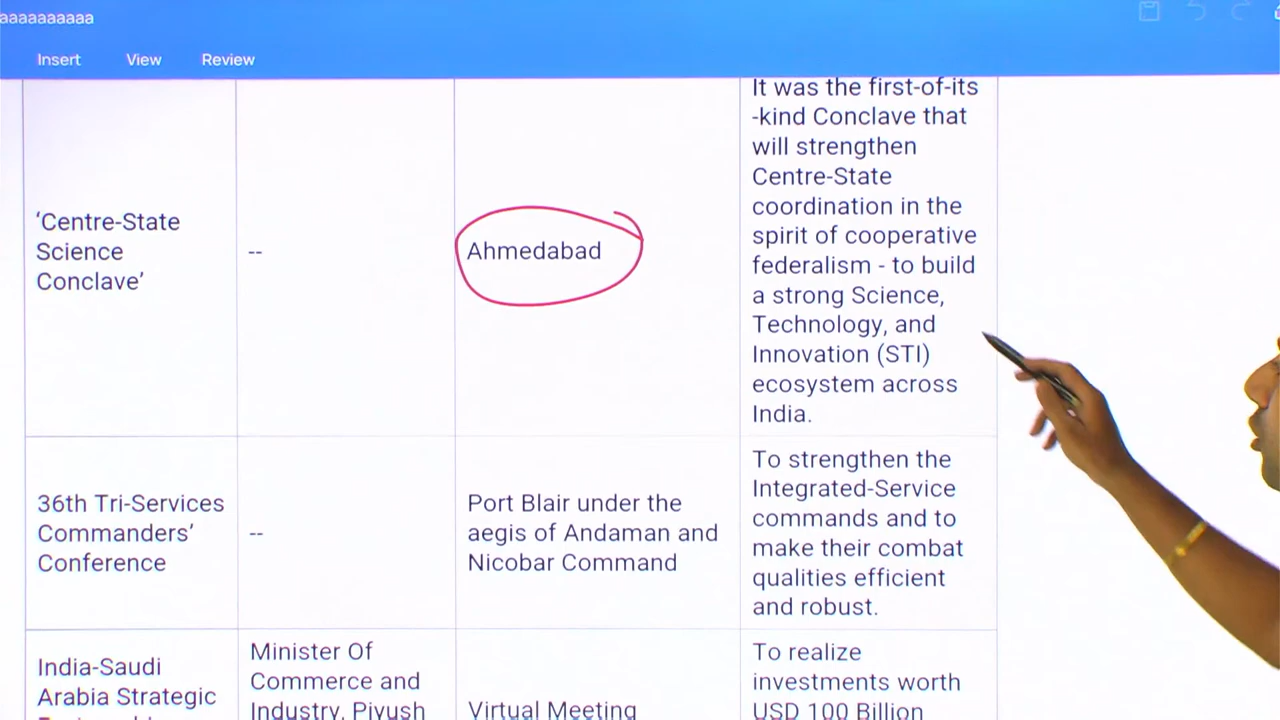 aaaaaaaaaa
Insert View Review
‘Centre-State
Science
Conclave’
--
Ahmedabad
It was the first-of-its
-kind Conclave that
will strengthen
Centre-State
coordination in the
spirit of cooperative
federalism - to build
a strong Science,
Technology, and
Innovation (STI)
ecosystem across
India.
36th Tri-Services
Commanders’
Conference
--
Port Blair under the
aegis of Andaman and
Nicobar Command
To strengthen the
Integrated-Service
commands and to
make their combat
qualities efficient
and robust.
India-Saudi
Arabia Strategic
Minister Of
Commerce and
Industry, Piyush
Virtual Meeting
To realize
investments worth
USD 100 Billion